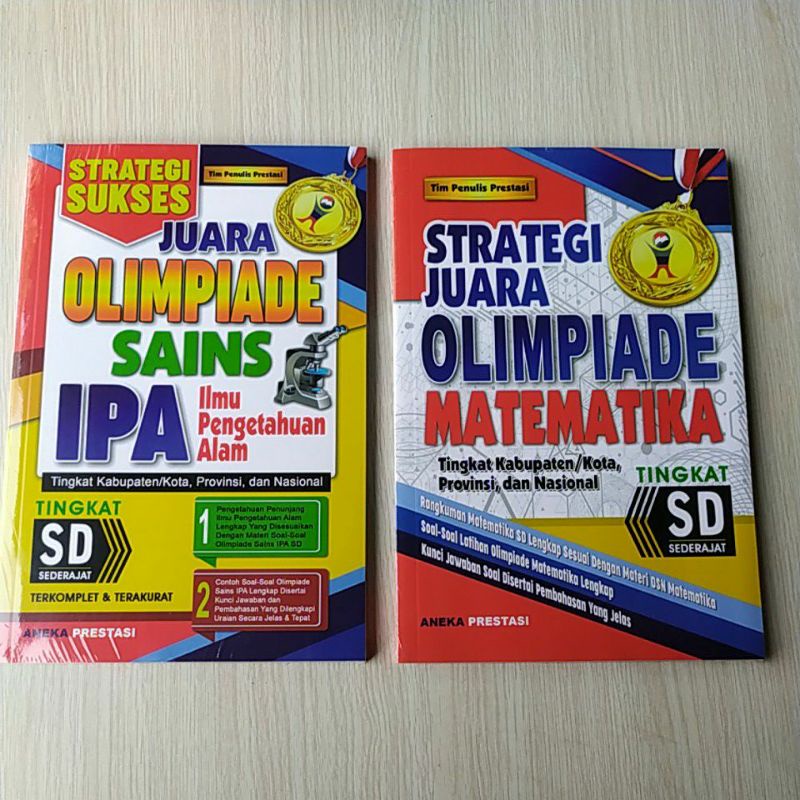 STRATEGI
SUKSES
Tim Penulis Prestasi
JUARA
OLIMPIADE
SAINS
IPA
Ilmu
Pengetahuan
Alam
Tingkat Kabupaten/Kota, Provinsi, dan Nasional
TINGKAT
SD
SEDERAJAT
TERKOMPLET & TERAKURAT
1
Pengetahuan Penunjang
Ilmu Pengetahuan Alam
Lengkap Yang Disesuaikan
Dengan Materi Soal-Soal
Olimpiade Sains IPA SD
2
Contoh Soal-Soal Olimpiade
Sains IPA Lengkap Disertai
Kunci Jawaban dan
Pembahasan Yang Dilengkapi
Uraian Secara Jelas & Tepat
ANEKA PRESTASI
Tim Penulis Prestasi
STRATEGI
JUARA
OLIMPIADE
MATEMATIKA
Tingkat Kabupaten/Kota,
Provinsi, dan Nasional
TINGKAT
SD
SEDERAJAT
Rangkuman Matematika SD Lengkap Sesuai Dengan Materi OSN Matematika
Soal-Soal Latihan Olimpiade Matematika Lengkap
Kunci Jawaban Soal Disertai Pembahasan Yang Jelas
ANEKA PRESTASI